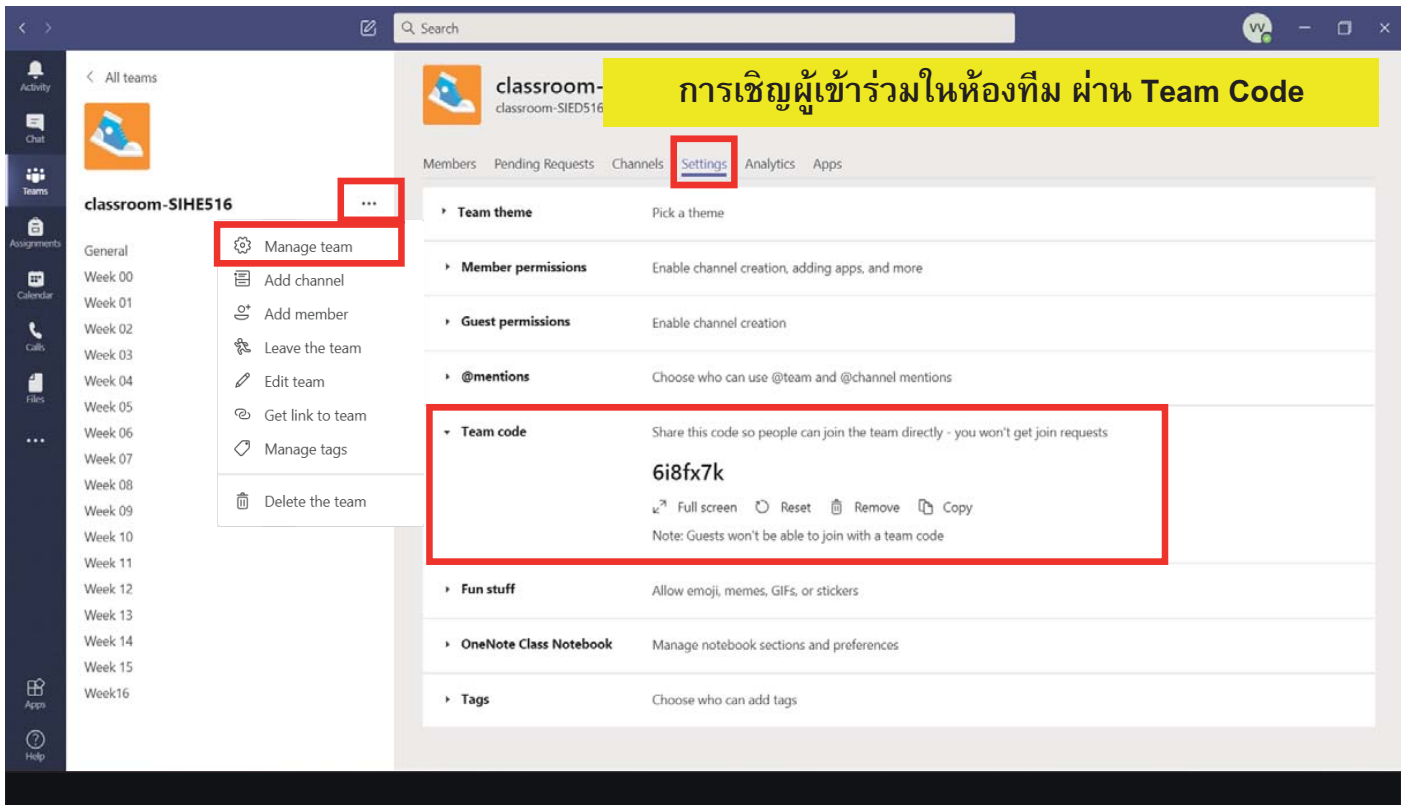 Search
VV
Activity
Chat
Teams
Assignments
Calendar
Calls
Files
Apps
Help
All teams
classroom-SIHE516
General
Week 00
Week 01
Week 02
Week 03
Week 04
Week 05
Week 06
Week 07
Week 08
Week 09
Week 10
Week 11
Week 12
Week 13
Week 14
Week 15
Week16
Manage team
Add channel
Add member
Leave the team
Edit team
Get link to team
Manage tags
Delete the team
classroom-
classroom-SIED516
การเชิญผู้เข้าร่วมในห้องทีม ผ่าน Team Code
Members Pending Requests Channels Settings Analytics Apps
Team theme Pick a theme
Member permissions Enable channel creation, adding apps, and more
Guest permissions Enable channel creation
@mentions Choose who can use @team and @channel mentions
Team code Share this code so people can join the team directly - you won't get join requests
6i8fx7k
Full screen Reset Remove Copy
Note: Guests won't be able to join with a team code
Fun stuff Allow emoji, memes, GIFs, or stickers
OneNote Class Notebook Manage notebook sections and preferences
Tags Choose who can add tags